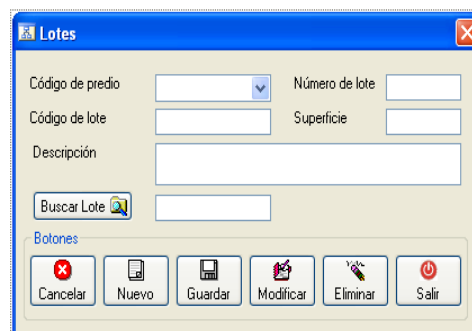 Lotes
Código de predio Número de lote
Código de lote Superficie
Descripción
Buscar Lote
Botones
Cancelar Nuevo Guardar Modificar Eliminar Salir